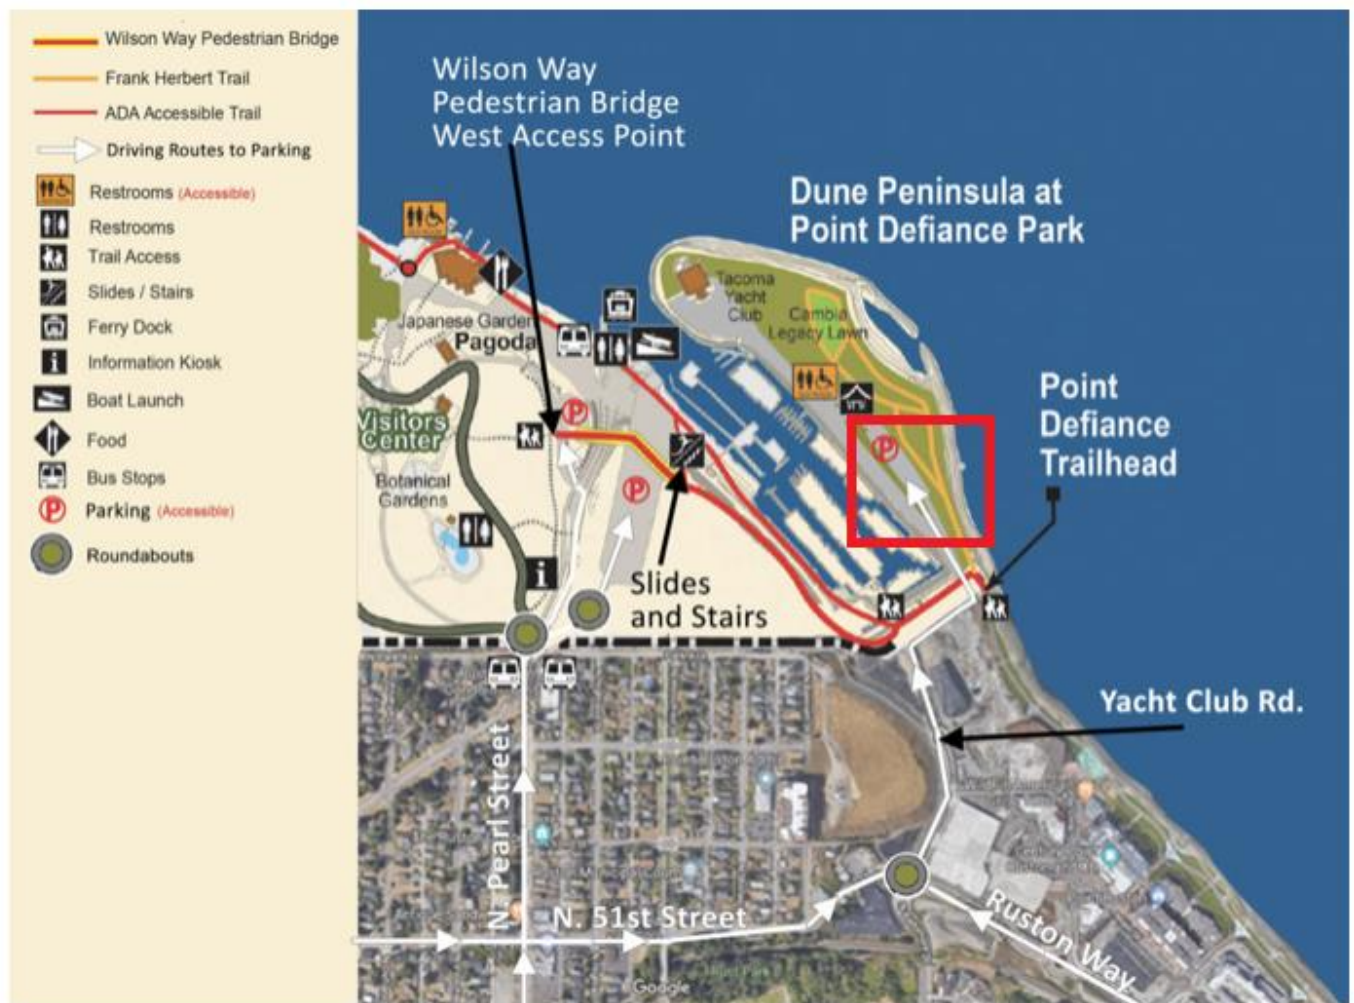 Wilson Way Pedestrian Bridge
Frank Herbert Trail
ADA Accessible Trail
Driving Routes to Parking
Restrooms (Accessible)
Restrooms
Trail Access
Slides / Stairs
Ferry Dock
i
Information Kiosk
Boat Launch
Food
Bus Stops
P
Parking (Accessible)
Roundabouts
Wilson Way
Pedestrian Bridge
West Access Point
Dune Peninsula at
Point Defiance Park
Tacoma
Yacht
Club
Cambia
Legacy Lawn
Japanese Garden
Pagoda
Point
Defiance
Trailhead
P
P
Visitors
Center
Botanical
Gardens
P
i
Slides
and Stairs
Yacht Club Rd.
N. Pearl Street
N. 51st Street
Ruston Way
Google